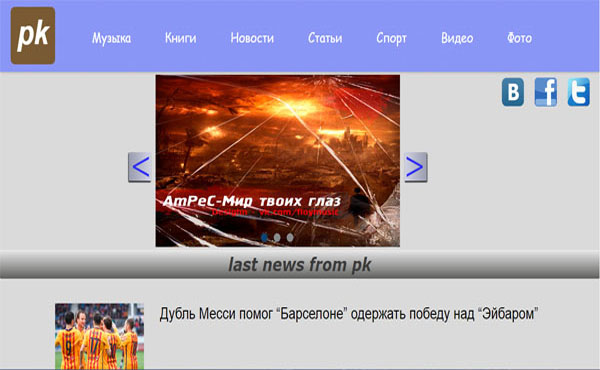 pk
Музыка Книги Новости Статьи Спорт Видео Фото
В f t
< >
AmPeC-Мир твоих глаз
last news from pk
Дубль Месси помог “Барселоне” одержать победу над “Эйбаром”